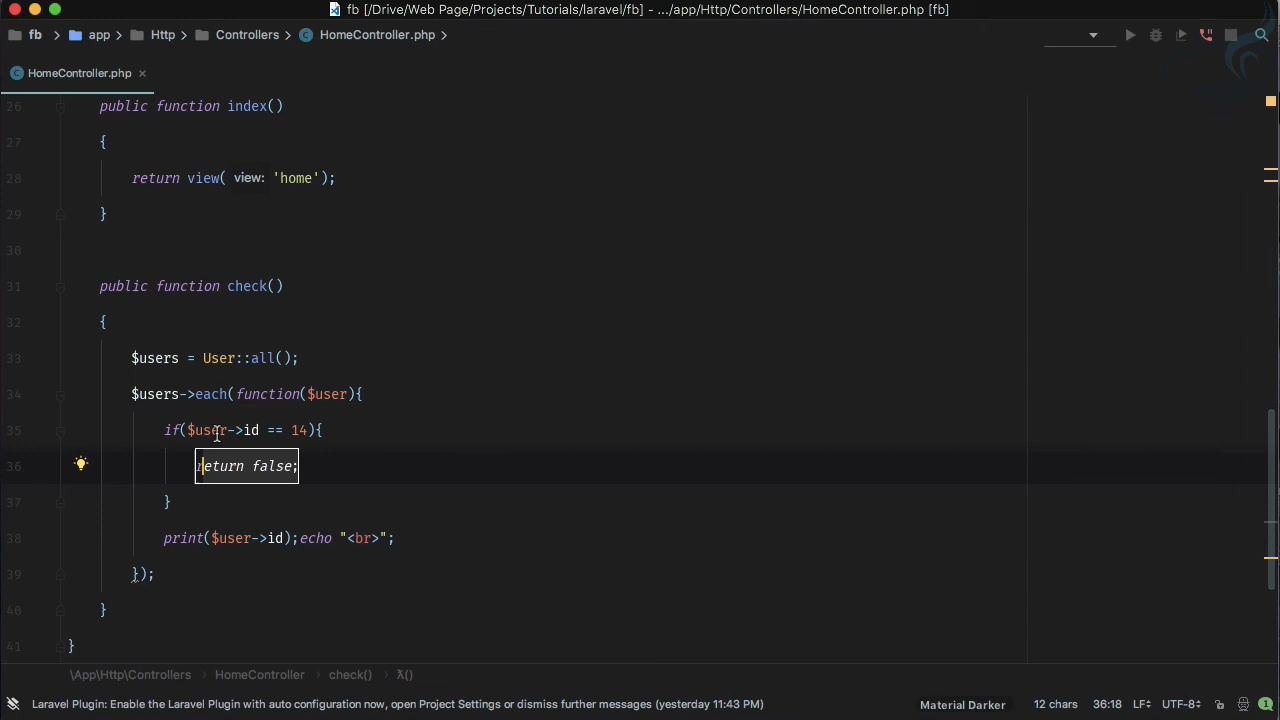 fb [/Drive/Web Page/Projects/Tutorials/laravel/fb] - .../app/Http/Controllers/HomeController.php [fb]
fb app Http Controllers HomeController.php
HomeController.php
26 public function index()
27 {
28 return view( view: 'home');
29 }
30
31 public function check()
32 {
33 $users = User::all();
34 $users->each(function($user){
35 if($user->id == 14){
36 return false;
37 }
38 print($user->id);echo "<br>";
39 });
40 }
41 }
\App\Http\Controllers HomeController check() λ()
Laravel Plugin: Enable the Laravel Plugin with auto configuration now, open Project Settings or dismiss further messages (yesterday 11:43 PM) Material Darker 12 chars 36:18 LF UTF-8 1